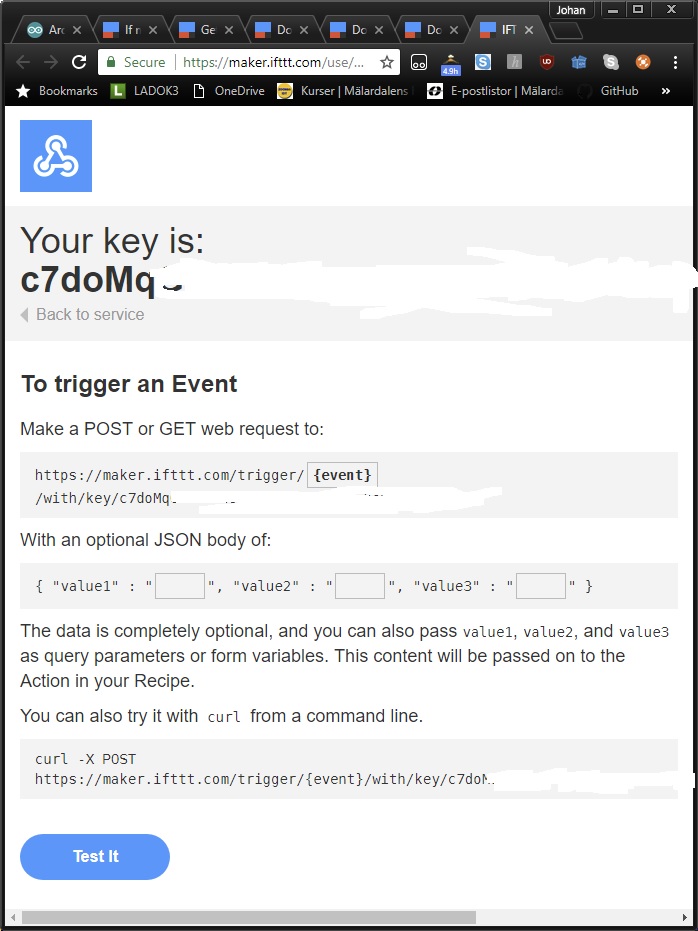 Johan
Arc
If n
Ge
Do
Do
Do
IFT
Secure
https://maker.ifttt.com/use/...
4.9h
Bookmarks
LADOK3
OneDrive
Kurser | Mälardalens
E-postlistor | Mälarda
GitHub
»
Your key is:
c7doMq
Back to service
To trigger an Event
Make a POST or GET web request to:
https://maker.ifttt.com/trigger/ {event}
/with/key/c7doMq
With an optional JSON body of:
{ "value1" : "", "value2" : "", "value3" : "" }
The data is completely optional, and you can also pass value1, value2, and value3
as query parameters or form variables. This content will be passed on to the
Action in your Recipe.
You can also try it with curl from a command line.
curl -X POST
https://maker.ifttt.com/trigger/{event}/with/key/c7do
Test It